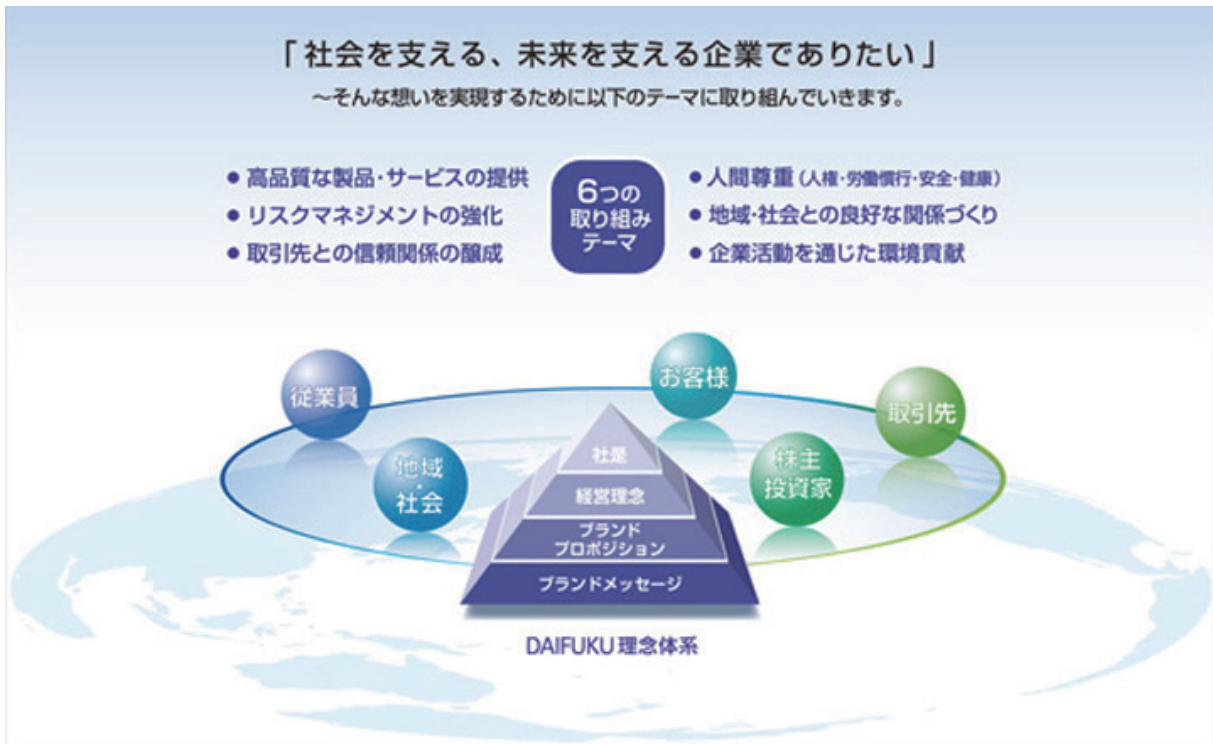 「社会を支える、未来を支える企業でありたい」
～そんな想いを実現するために以下のテーマに取り組んでいきます。
● 高品質な製品・サービスの提供
● リスクマネジメントの強化
● 取引先との信頼関係の醸成
6つの
取り組み
テーマ
● 人間尊重（人権・労働慣行・安全・健康）
● 地域・社会との良好な関係づくり
● 企業活動を通じた環境貢献
従業員
お客様
取引先
地域
・
社会
株主
投資家
社是
経営理念
ブランド
プロポジション
ブランドメッセージ
DAIFUKU 理念体系